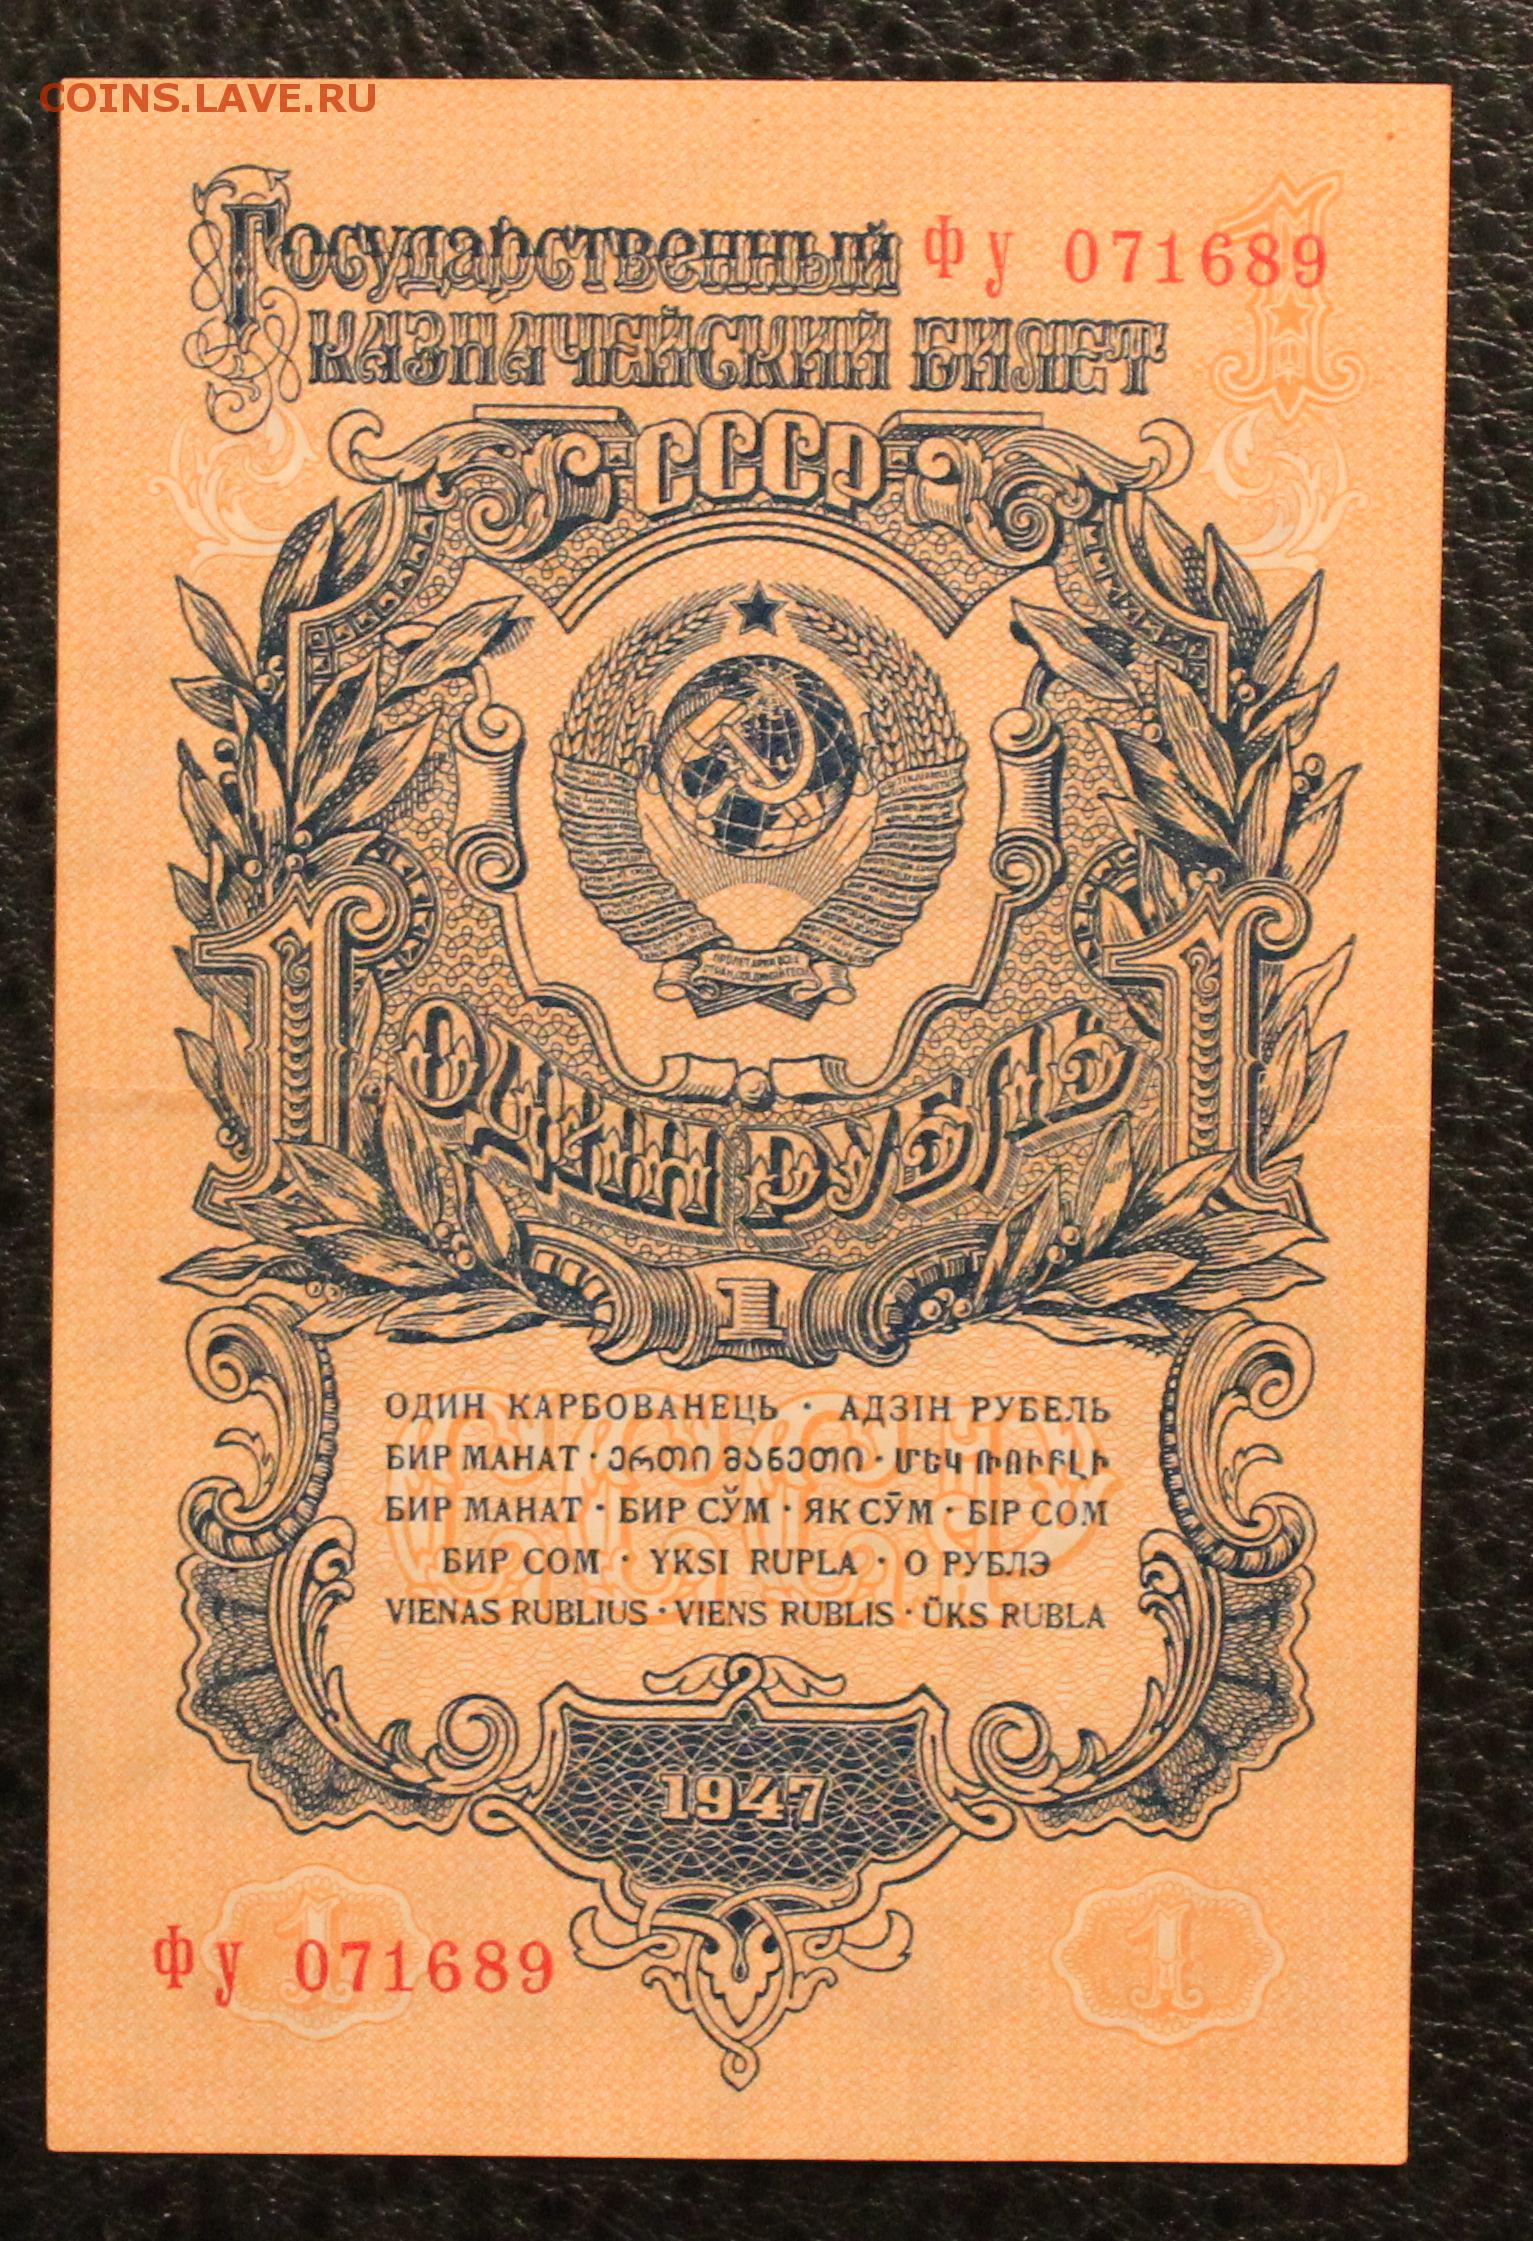 COINS.LAVE.RU
Государственный Фу 071689
казначейский билет
СССР
1 1
ОДИН РУБЛЬ
1
ОДИН КАРБОВАНЕЦЬ · АДЗІН РУБЕЛЬ
БИР МАНАТ · ერთი მანეთი · ՄԵԿ ՌՈՒԲԼԻ
БИР МАНАТ · БИР СЎМ · ЯК СӮМ · БІР СОМ
БИР СОМ · YKSI RUPLA · О РУБЛЭ
VIENAS RUBLIUS · VIENS RUBLIS · ÜKS RUBLA
1947
Фу 071689
1 1